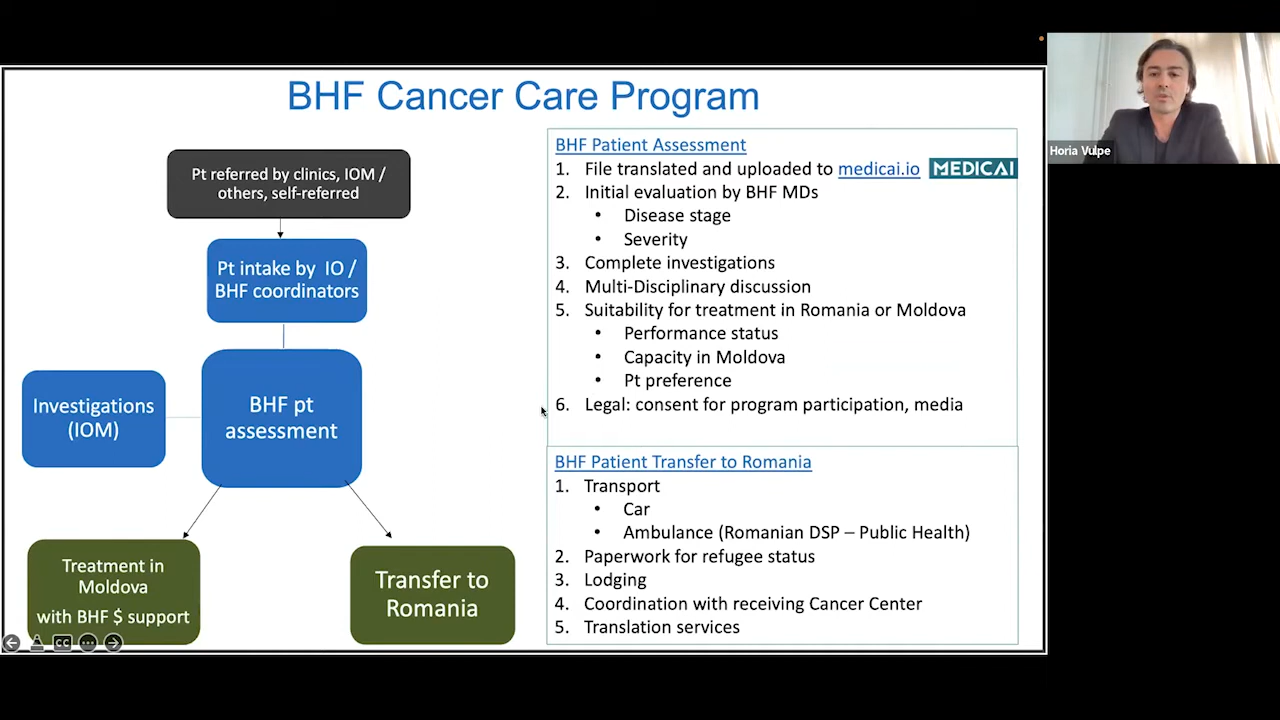 BHF Cancer Care Program
Pt referred by clinics, IOM /
others, self-referred
Pt intake by IO /
BHF coordinators
Investigations
(IOM)
BHF pt
assessment
Treatment in
Moldova
with BHF $ support
Transfer to
Romania
BHF Patient Assessment
1. File translated and uploaded to medicai.io MEDICAI
2. Initial evaluation by BHF MDs
• Disease stage
• Severity
3. Complete investigations
4. Multi-Disciplinary discussion
5. Suitability for treatment in Romania or Moldova
• Performance status
• Capacity in Moldova
• Pt preference
6. Legal: consent for program participation, media
BHF Patient Transfer to Romania
1. Transport
• Car
• Ambulance (Romanian DSP – Public Health)
2. Paperwork for refugee status
3. Lodging
4. Coordination with receiving Cancer Center
5. Translation services
CC
Horia Vulpe